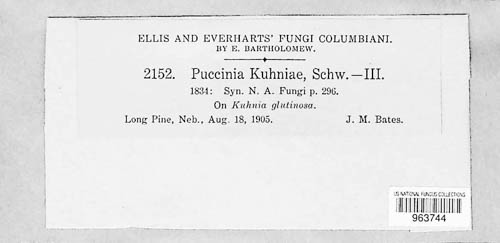 ELLIS AND EVERHARTS' FUNGI COLUMBIANI.
BY E. BARTHOLOMEW.
2152. Puccinia Kuhniae, Schw.—III.
1834: Syn. N. A. Fungi p. 296.
On Kuhnia glutinosa.
Long Pine, Neb., Aug. 18, 1905. J. M. Bates.
US NATIONAL FUNGUS COLLECTIONS
963744